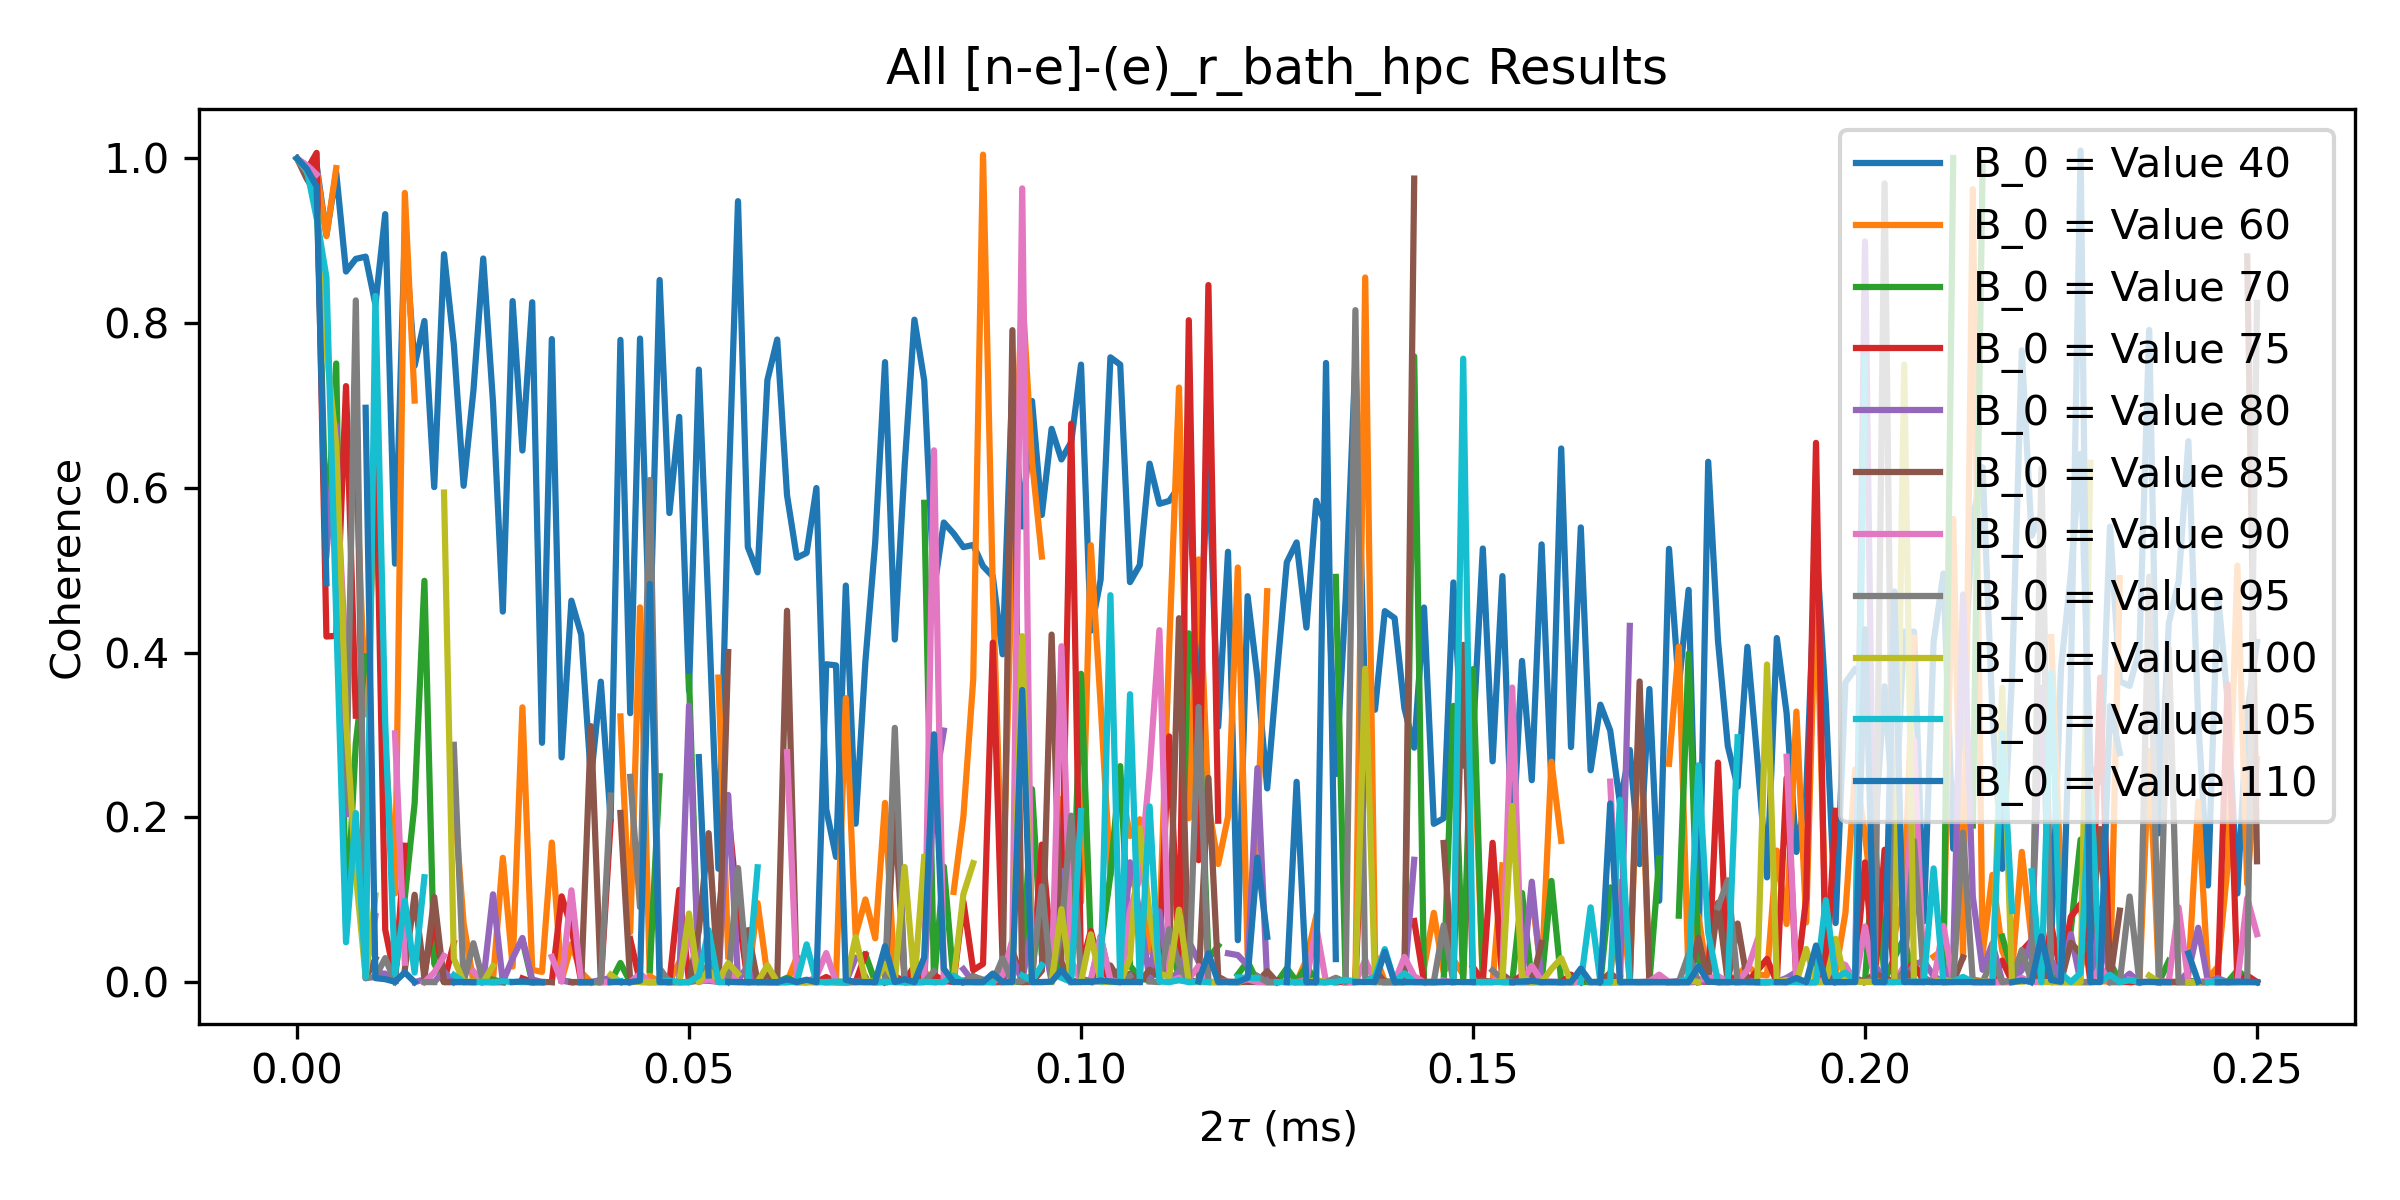 All [n-e]-(e)_r_bath_hpc Results
Coherence
1.0
0.8
0.6
0.4
0.2
0.0
B_0 = Value 40
B_0 = Value 60
B_0 = Value 70
B_0 = Value 75
B_0 = Value 80
B_0 = Value 85
B_0 = Value 90
B_0 = Value 95
B_0 = Value 100
B_0 = Value 105
B_0 = Value 110
0.00 0.05 0.10 0.15 0.20 0.25
2τ (ms)